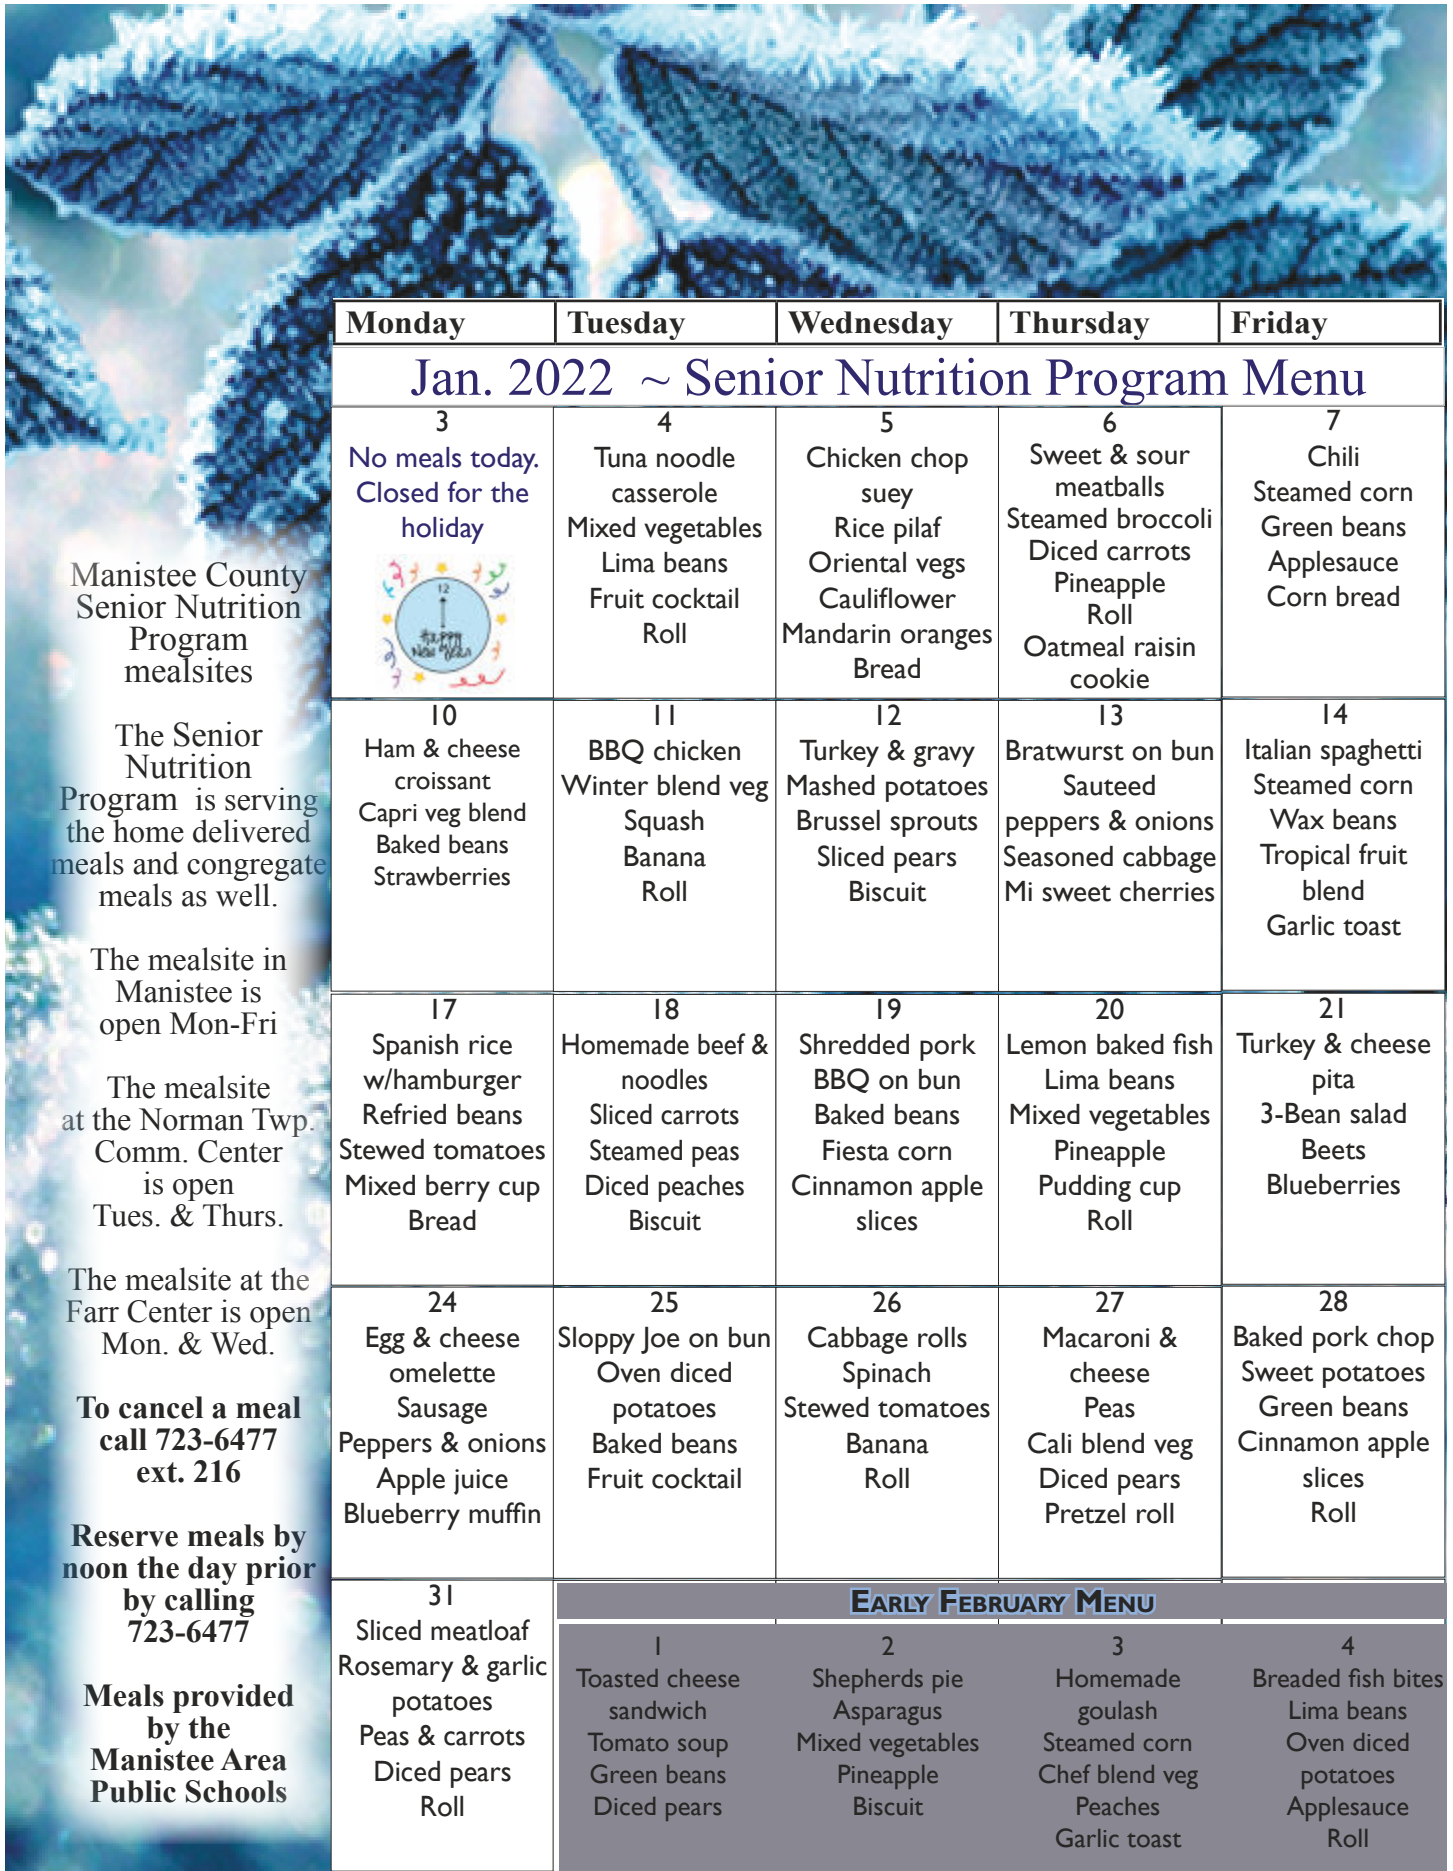 Monday
Tuesday
Wednesday
Thursday
Friday
Jan. 2022 ~ Senior Nutrition Program Menu
3
No meals today.
Closed for the
holiday
12
Happy
New Year
4
Tuna noodle
casserole
Mixed vegetables
Lima beans
Fruit cocktail
Roll
5
Chicken chop
suey
Rice pilaf
Oriental vegs
Cauliflower
Mandarin oranges
Bread
6
Sweet & sour
meatballs
Steamed broccoli
Diced carrots
Pineapple
Roll
Oatmeal raisin
cookie
7
Chili
Steamed corn
Green beans
Applesauce
Corn bread
10
Ham & cheese
croissant
Capri veg blend
Baked beans
Strawberries
11
BBQ chicken
Winter blend veg
Squash
Banana
Roll
12
Turkey & gravy
Mashed potatoes
Brussel sprouts
Sliced pears
Biscuit
13
Bratwurst on bun
Sauteed
peppers & onions
Seasoned cabbage
Mi sweet cherries
14
Italian spaghetti
Steamed corn
Wax beans
Tropical fruit
blend
Garlic toast
17
Spanish rice
w/hamburger
Refried beans
Stewed tomatoes
Mixed berry cup
Bread
18
Homemade beef &
noodles
Sliced carrots
Steamed peas
Diced peaches
Biscuit
19
Shredded pork
BBQ on bun
Baked beans
Fiesta corn
Cinnamon apple
slices
20
Lemon baked fish
Lima beans
Mixed vegetables
Pineapple
Pudding cup
Roll
21
Turkey & cheese
pita
3-Bean salad
Beets
Blueberries
24
Egg & cheese
omelette
Sausage
Peppers & onions
Apple juice
Blueberry muffin
25
Sloppy Joe on bun
Oven diced
potatoes
Baked beans
Fruit cocktail
26
Cabbage rolls
Spinach
Stewed tomatoes
Banana
Roll
27
Macaroni &
cheese
Peas
Cali blend veg
Diced pears
Pretzel roll
28
Baked pork chop
Sweet potatoes
Green beans
Cinnamon apple
slices
Roll
31
Sliced meatloaf
Rosemary & garlic
potatoes
Peas & carrots
Diced pears
Roll
Early February Menu
1
Toasted cheese
sandwich
Tomato soup
Green beans
Diced pears
2
Shepherds pie
Asparagus
Mixed vegetables
Pineapple
Biscuit
3
Homemade
goulash
Steamed corn
Chef blend veg
Peaches
Garlic toast
4
Breaded fish bites
Lima beans
Oven diced
potatoes
Applesauce
Roll
Manistee County
Senior Nutrition
Program
mealsites
The Senior
Nutrition
Program is serving
the home delivered
meals and congregate
meals as well.
The mealsite in
Manistee is
open Mon-Fri
The mealsite
at the Norman Twp.
Comm. Center
is open
Tues. & Thurs.
The mealsite at the
Farr Center is open
Mon. & Wed.
To cancel a meal
call 723-6477
ext. 216
Reserve meals by
noon the day prior
by calling
723-6477
Meals provided
by the
Manistee Area
Public Schools